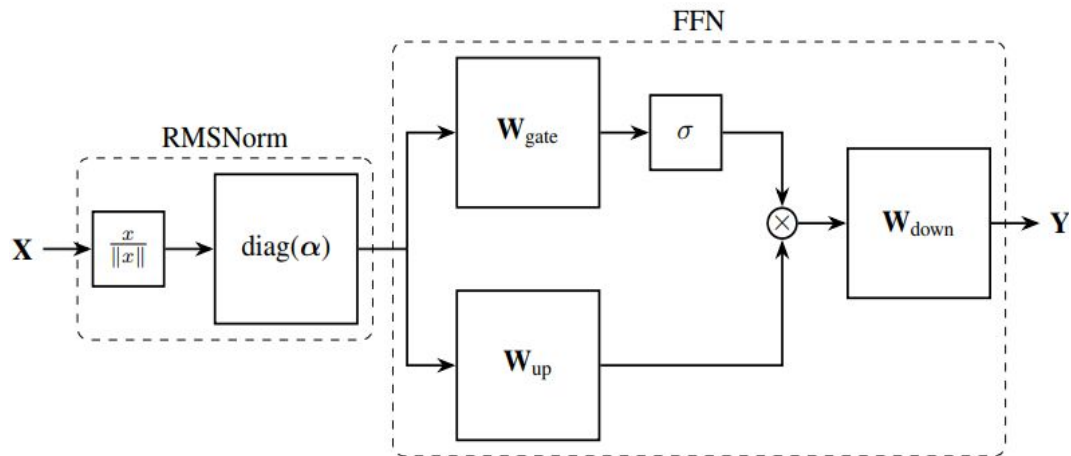 FFN
RMSNorm
X
x
‖x‖
diag(α)
W_gate
σ
×
W_up
W_down
Y